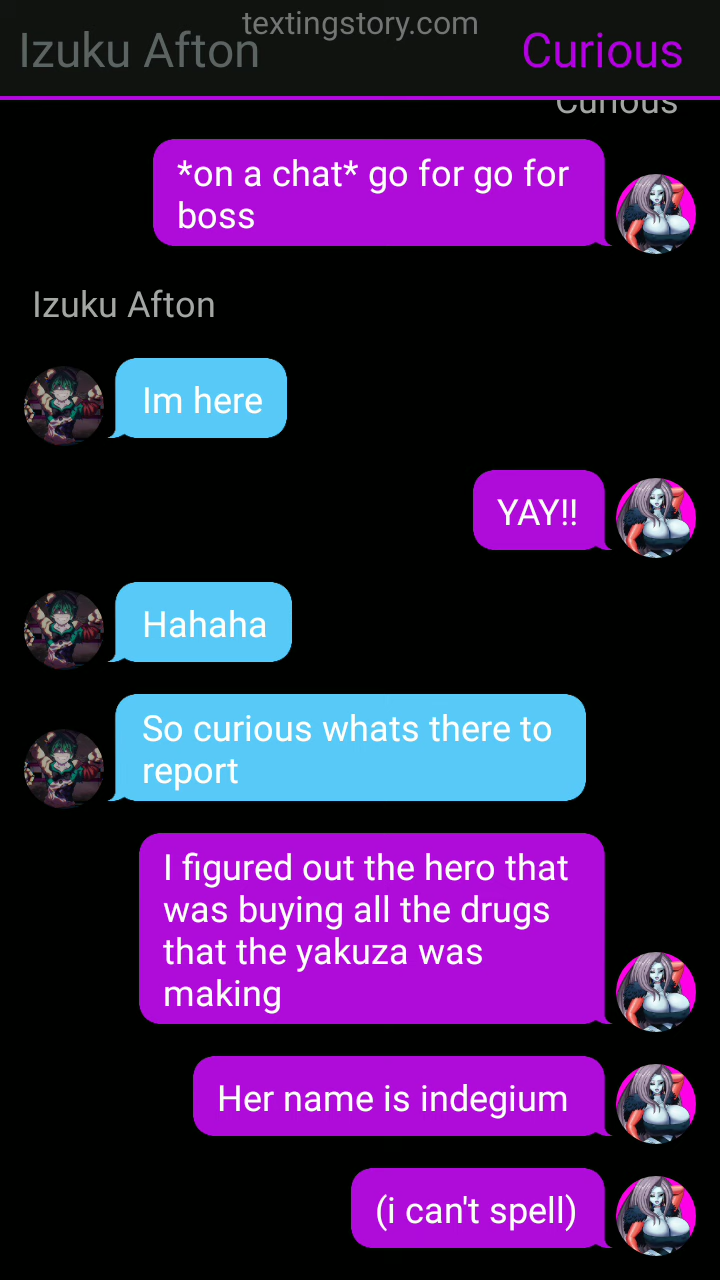 textingstory.com
Izuku Afton
Curious
Curious
*on a chat* go for go for
boss
Izuku Afton
Im here
YAY!!
Hahaha
So curious whats there to
report
I figured out the hero that
was buying all the drugs
that the yakuza was
making
Her name is indegium
(i can't spell)